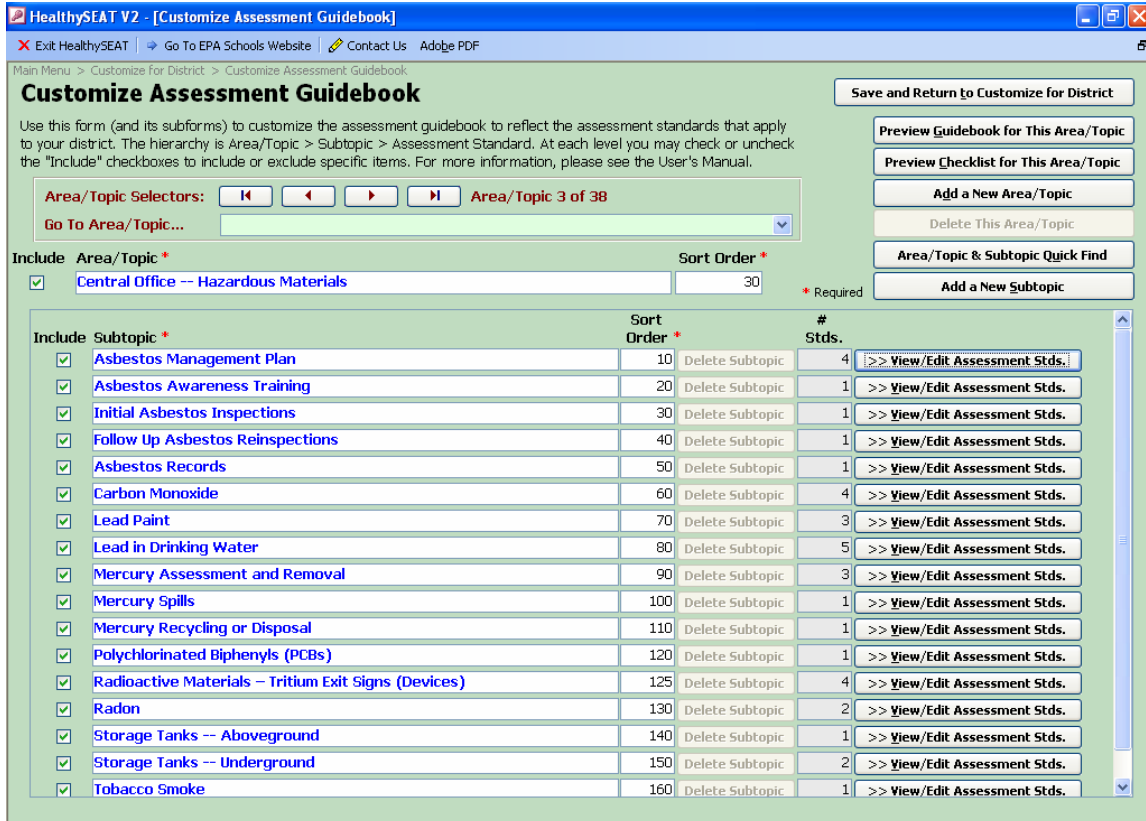 HealthySEAT V2 - [Customize Assessment Guidebook]
Exit HealthySEAT Go To EPA Schools Website Contact Us Adobe PDF
Main Menu > Customize for District > Customize Assessment Guidebook
Customize Assessment Guidebook
Save and Return to Customize for District
Use this form (and its subforms) to customize the assessment guidebook to reflect the assessment standards that apply
to your district. The hierarchy is Area/Topic > Subtopic > Assessment Standard. At each level you may check or uncheck
the "Include" checkboxes to include or exclude specific items. For more information, please see the User's Manual.
Preview Guidebook for This Area/Topic
Preview Checklist for This Area/Topic
Add a New Area/Topic
Delete This Area/Topic
Area/Topic & Subtopic Quick Find
Add a New Subtopic
Area/Topic Selectors: Area/Topic 3 of 38
Go To Area/Topic...
Include Area/Topic * Sort Order *
Central Office -- Hazardous Materials 30
* Required
Include Subtopic * Sort Order * # Stds.
Asbestos Management Plan 10 Delete Subtopic 4 >> View/Edit Assessment Stds.
Asbestos Awareness Training 20 Delete Subtopic 1 >> View/Edit Assessment Stds.
Initial Asbestos Inspections 30 Delete Subtopic 1 >> View/Edit Assessment Stds.
Follow Up Asbestos Reinspections 40 Delete Subtopic 1 >> View/Edit Assessment Stds.
Asbestos Records 50 Delete Subtopic 1 >> View/Edit Assessment Stds.
Carbon Monoxide 60 Delete Subtopic 4 >> View/Edit Assessment Stds.
Lead Paint 70 Delete Subtopic 3 >> View/Edit Assessment Stds.
Lead in Drinking Water 80 Delete Subtopic 5 >> View/Edit Assessment Stds.
Mercury Assessment and Removal 90 Delete Subtopic 3 >> View/Edit Assessment Stds.
Mercury Spills 100 Delete Subtopic 1 >> View/Edit Assessment Stds.
Mercury Recycling or Disposal 110 Delete Subtopic 1 >> View/Edit Assessment Stds.
Polychlorinated Biphenyls (PCBs) 120 Delete Subtopic 1 >> View/Edit Assessment Stds.
Radioactive Materials – Tritium Exit Signs (Devices) 125 Delete Subtopic 4 >> View/Edit Assessment Stds.
Radon 130 Delete Subtopic 2 >> View/Edit Assessment Stds.
Storage Tanks -- Aboveground 140 Delete Subtopic 1 >> View/Edit Assessment Stds.
Storage Tanks -- Underground 150 Delete Subtopic 2 >> View/Edit Assessment Stds.
Tobacco Smoke 160 Delete Subtopic 1 >> View/Edit Assessment Stds.